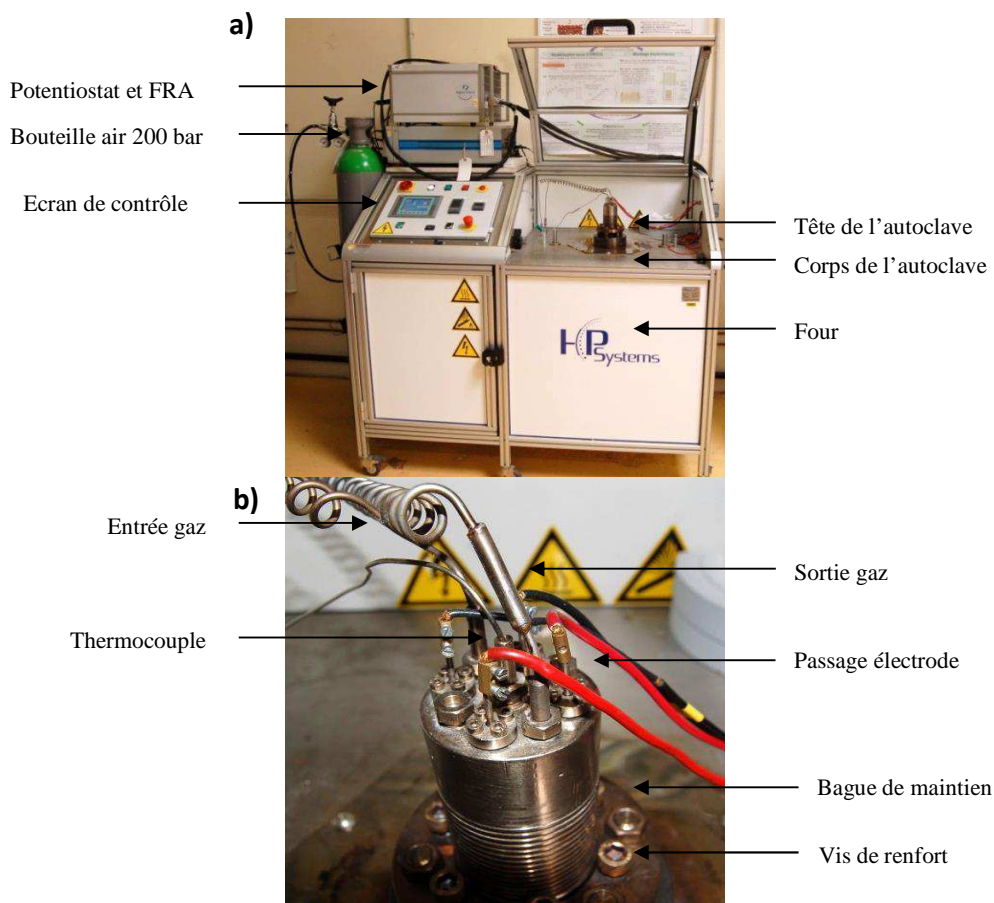 a)
Potentiostat et FRA
Bouteille air 200 bar
Ecran de contrôle
Tête de l’autoclave
Corps de l’autoclave
Four
HP
Systems
b)
Entrée gaz
Sortie gaz
Thermocouple
Passage électrode
Bague de maintien
Vis de renfort